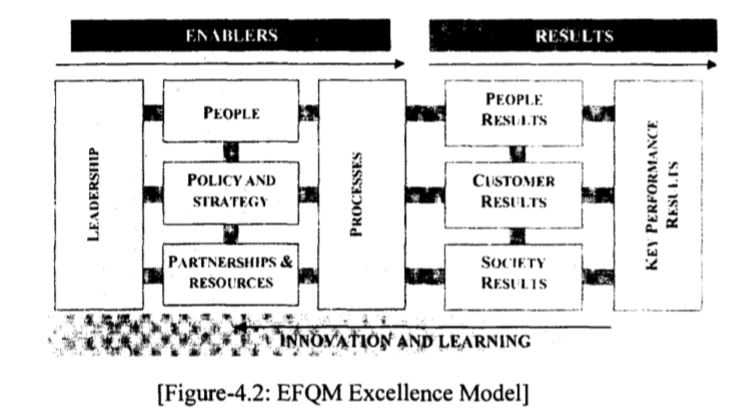 ENABLERS
RESULTS
LEADERSHIP
PEOPLE
POLICY AND
STRATEGY
PARTNERSHIPS &
RESOURCES
PROCESSES
PEOPLE
RESULTS
CUSTOMER
RESULTS
SOCIETY
RESULTS
KEY PERFORMANCE
RESULTS
INNOVATION AND LEARNING
[Figure-4.2: EFQM Excellence Model]